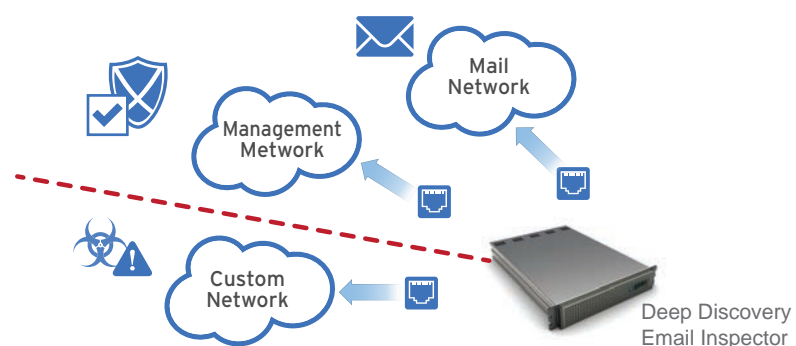 Mail
Network
Management
Metwork
Custom
Network
Deep Discovery
Email Inspector